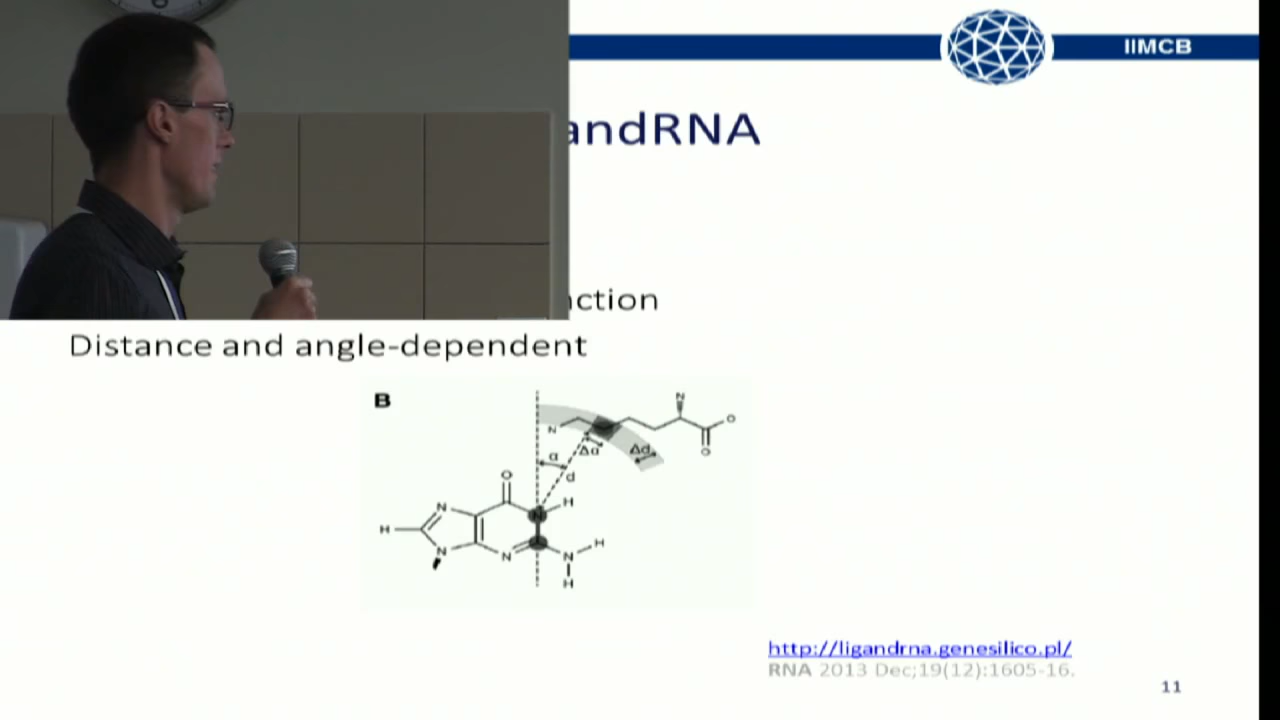 IIMCB
andRNA
ction
Distance and angle-dependent
B
N
O
O
N
Δα
Δd
α
d
O
H
N
N
H
H
N
N
N
H
H
http://ligandrna.genesilico.pl/
RNA 2013 Dec;19(12):1605-16.
11